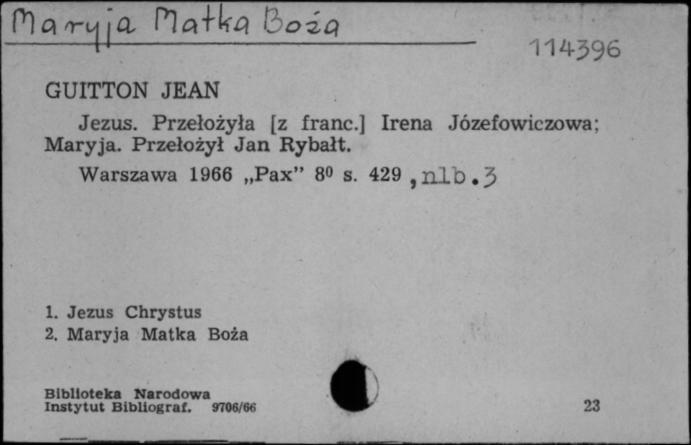 Maryja Matka Boża
114396
GUITTON JEAN
Jezus. Przełożyła [z franc.] Irena Józefowiczowa;
Maryja. Przełożył Jan Rybałt.
Warszawa 1966 „Pax” 8⁰ s. 429, nlb. 3
1. Jezus Chrystus
2. Maryja Matka Boża
Biblioteka Narodowa
Instytut Bibliograf. 9706/66
23